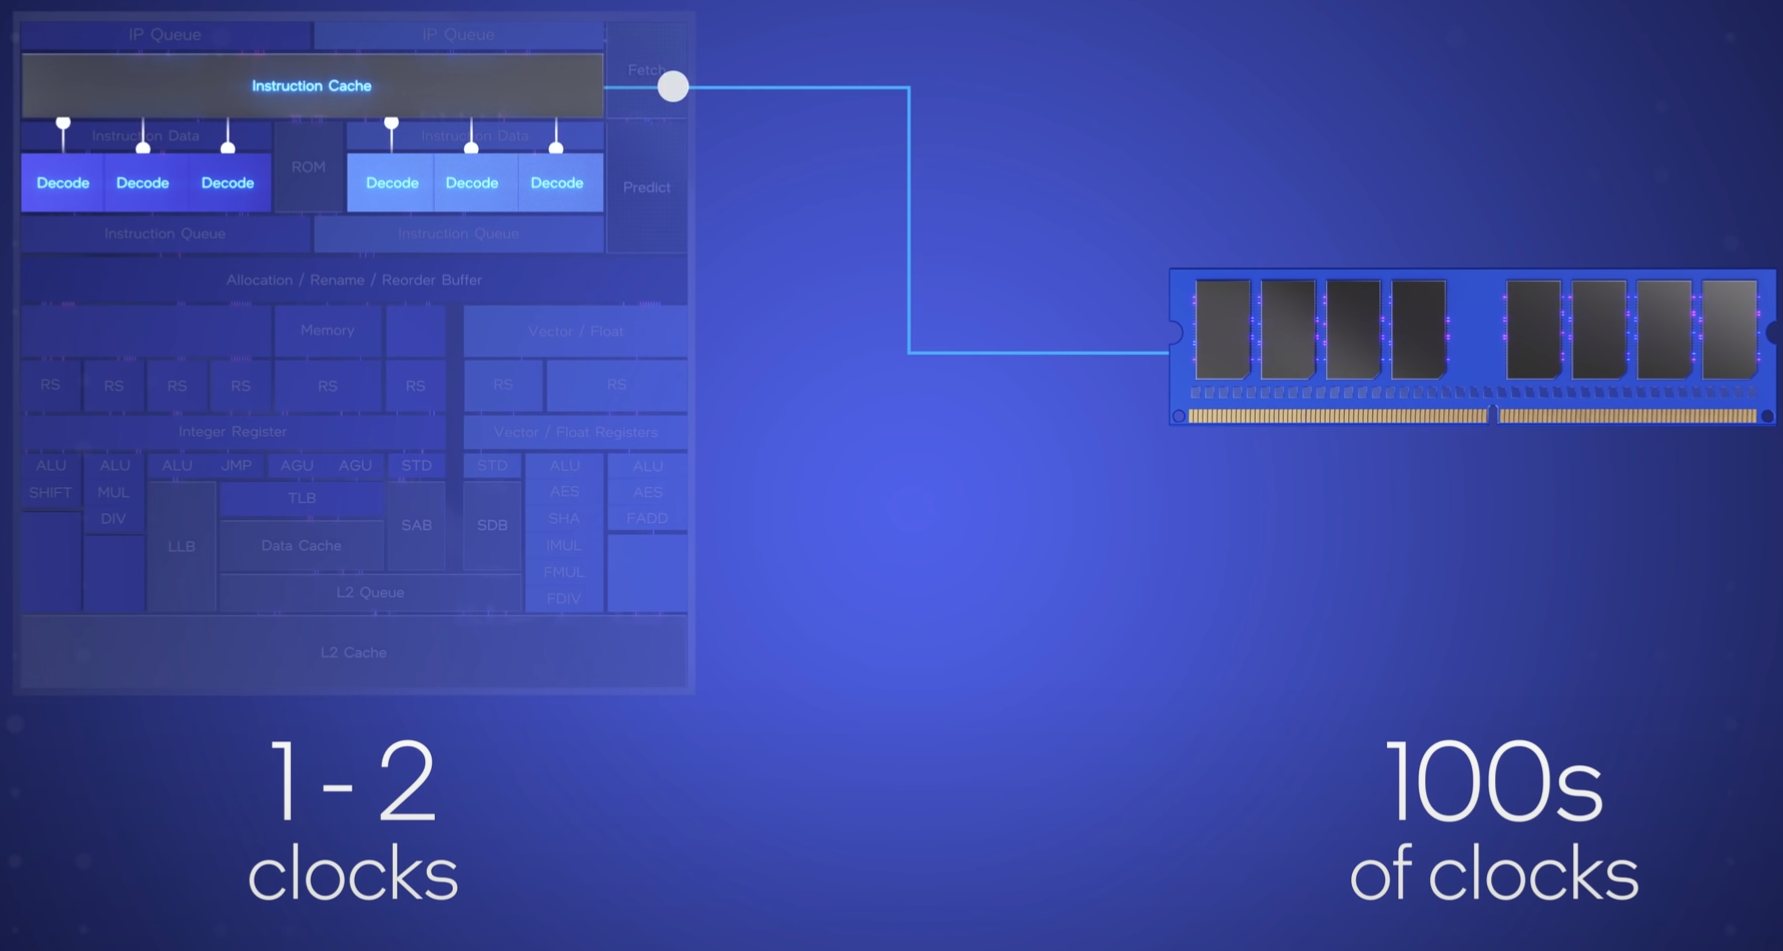 IP Queue IP Queue
Fetch
Instruction Cache
Instruction Data Instruction Data
ROM
Decode Decode Decode Decode Decode Decode
Predict
Instruction Queue Instruction Queue
Allocation / Rename / Reorder Buffer
Memory Vector / Float
RS RS RS RS RS RS RS RS
Integer Register Vector / Float Registers
ALU ALU ALU JMP AGU AGU STD STD ALU ALU
SHIFT MUL TLB AES AES
DIV SAB SDB SHA FADD
LLB Data Cache IMUL
FMUL
L2 Queue FDIV
L2 Cache
1 - 2
clocks
100s
of clocks